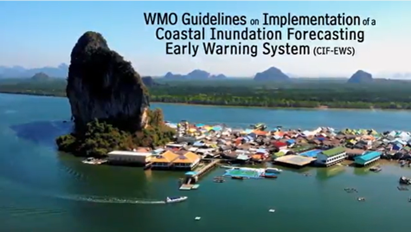 WMO Guidelines on Implementation of a
Coastal Inundation Forecasting
Early Warning System (CIF-EWS)